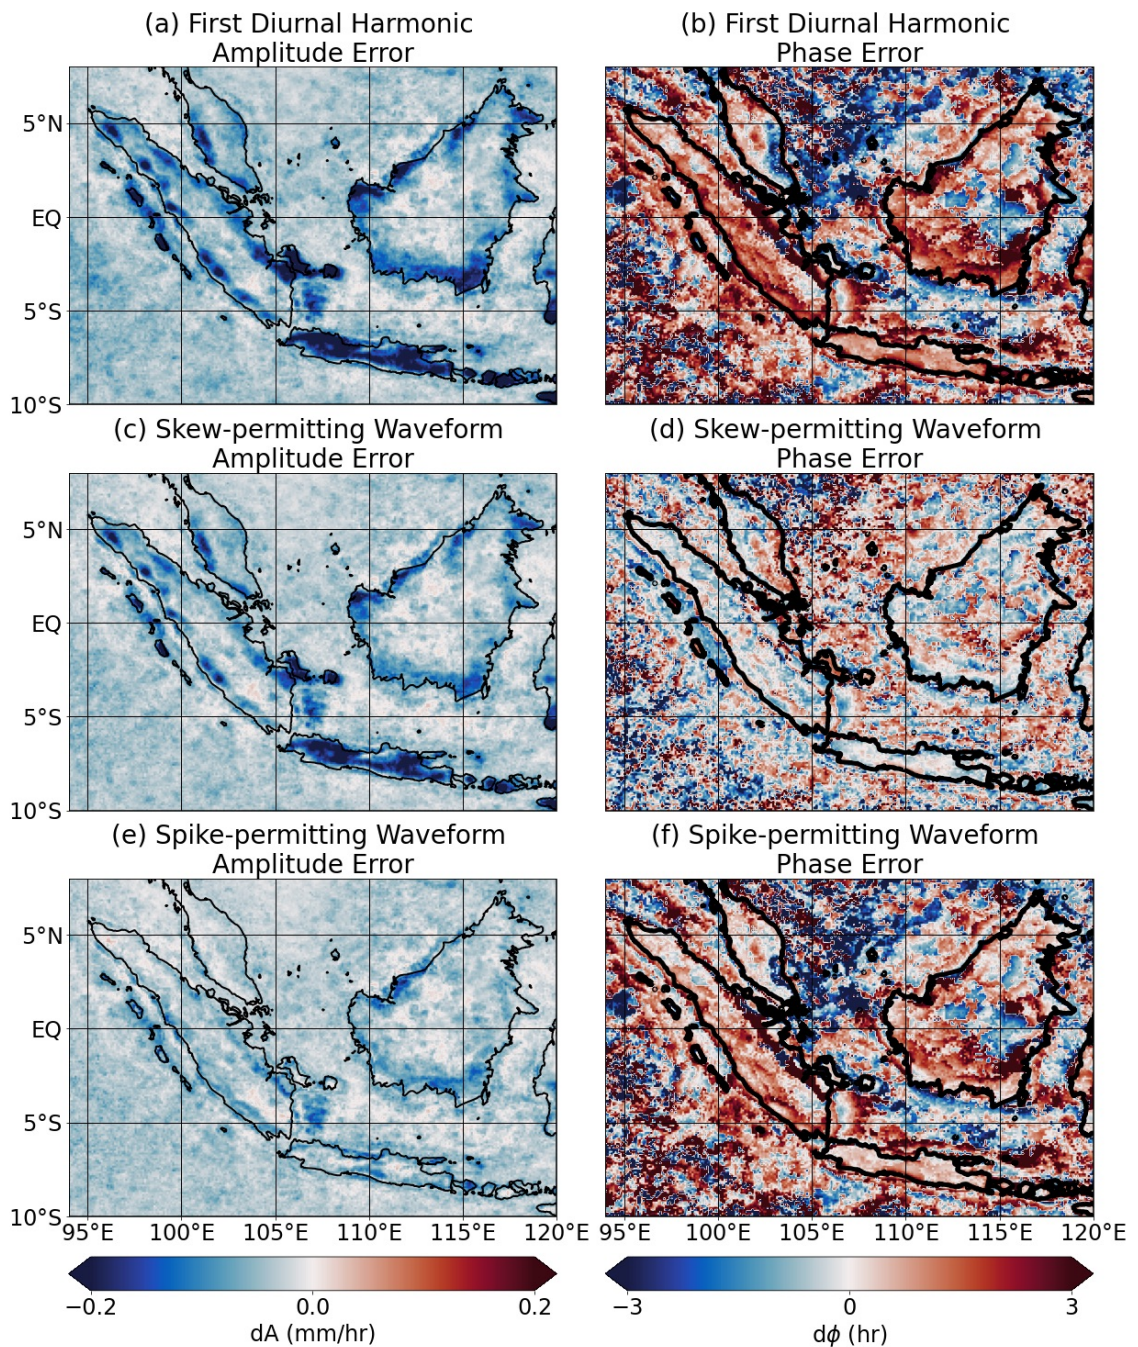 (a) First Diurnal Harmonic
Amplitude Error
(b) First Diurnal Harmonic
Phase Error
5°N
EQ
5°S
10°S
(c) Skew-permitting Waveform
Amplitude Error
(d) Skew-permitting Waveform
Phase Error
5°N
EQ
5°S
10°S
(e) Spike-permitting Waveform
Amplitude Error
(f) Spike-permitting Waveform
Phase Error
5°N
EQ
5°S
10°S
95°E 100°E 105°E 110°E 115°E 120°E
95°E 100°E 105°E 110°E 115°E 120°E
−0.2 0.0 0.2
dA (mm/hr)
−3 0 3
dϕ (hr)